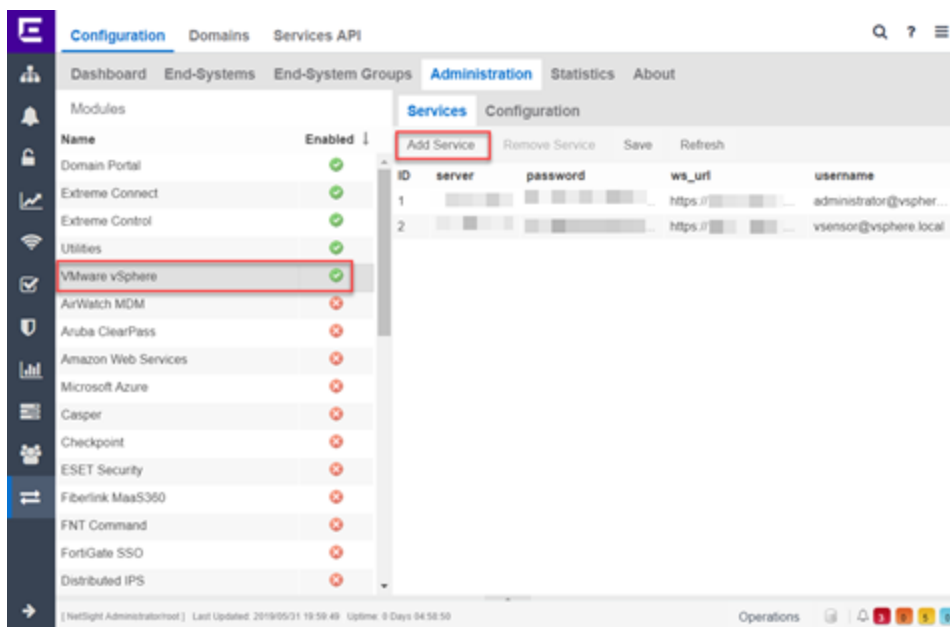 Configuration Domains Services API
Dashboard End-Systems End-System Groups Administration Statistics About
Modules
Name Enabled
Domain Portal
Extreme Connect
Extreme Control
Utilities
VMware vSphere
AirWatch MDM
Aruba ClearPass
Amazon Web Services
Microsoft Azure
Casper
Checkpoint
ESET Security
Fiberlink MaaS360
FNT Command
FortiGate SSO
Distributed IPS
Services Configuration
Add Service Remove Service Save Refresh
ID server password ws_url username
1 ... https:// ... administrator@vspher...
2 ... https:// ... vsensor@vsphere.local
[ NetSight Administrator/root ] Last Updated: 2019/05/31 19:59:49 Uptime: 0 Days 04:58:50
Operations 3 0 5 0